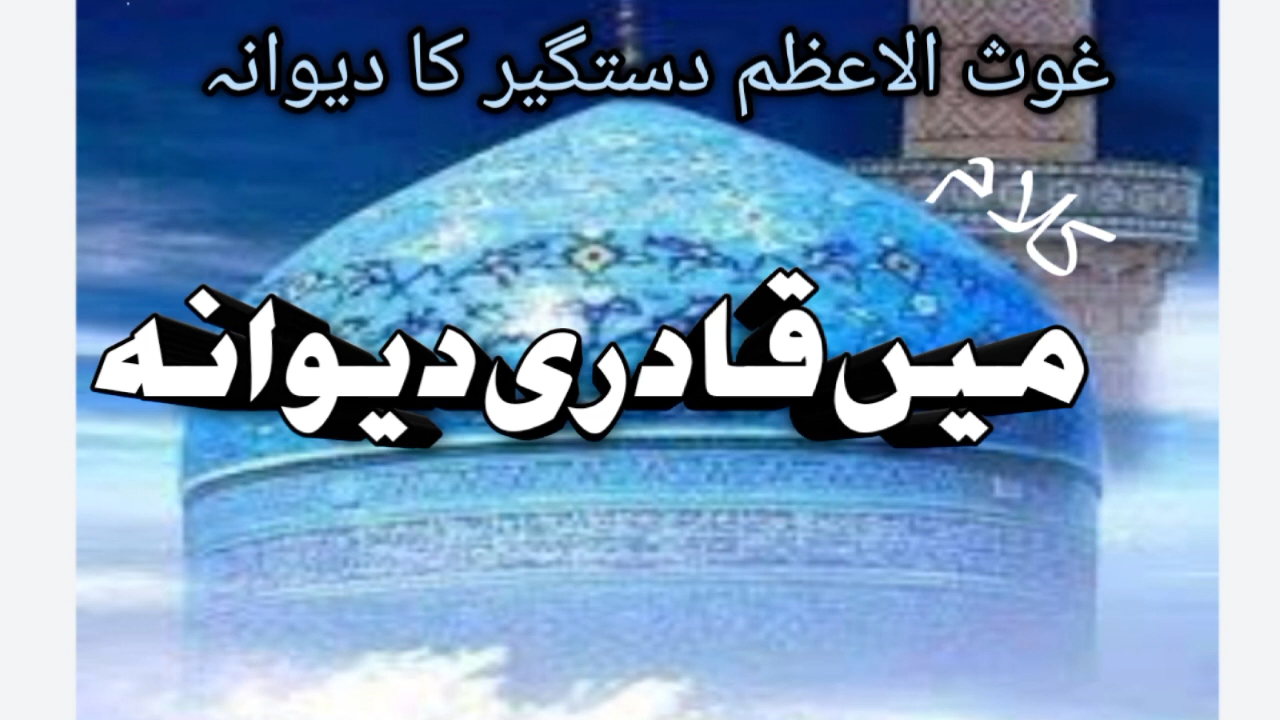 غوث الاعظم دستگیر کا دیوانہ
کلام
میں قادری دیوانہ